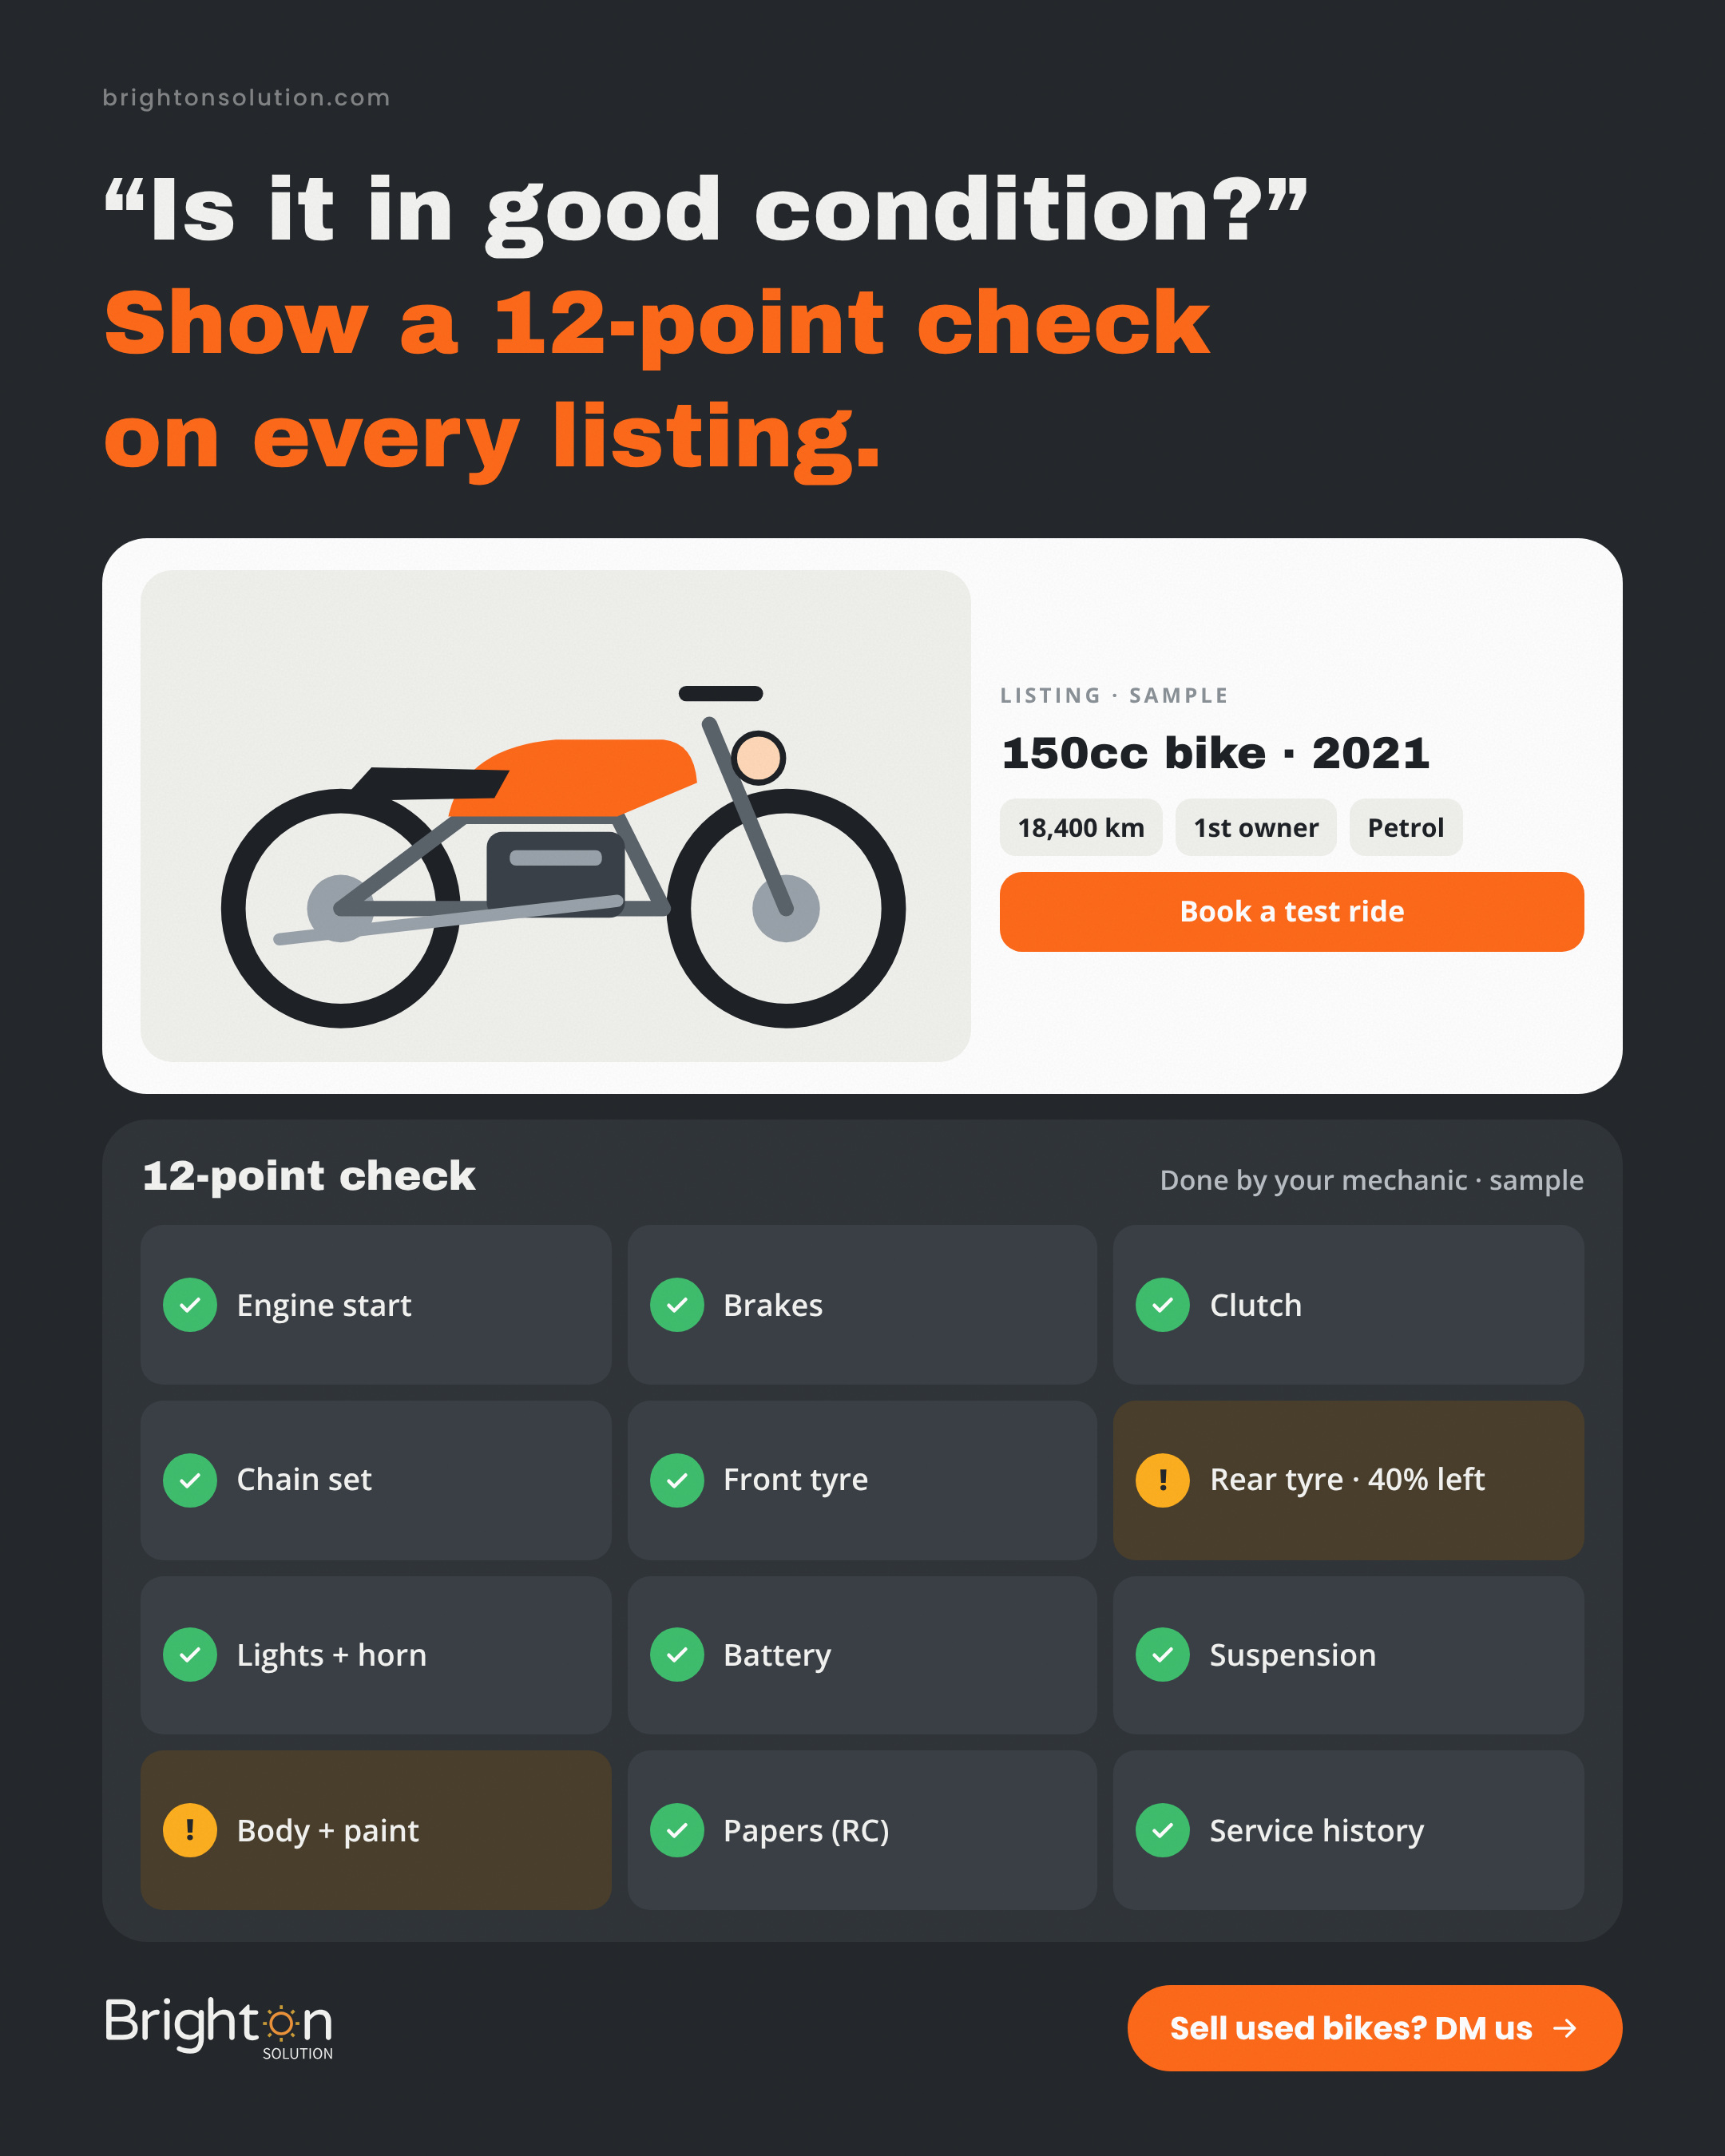 brightonsolution.com
“Is it in good condition?”
Show a 12-point check
on every listing.
LISTING · SAMPLE
150cc bike · 2021
18,400 km 1st owner Petrol
Book a test ride
12-point check
Done by your mechanic · sample
Engine start
Brakes
Clutch
Chain set
Front tyre
! Rear tyre · 40% left
Lights + horn
Battery
Suspension
! Body + paint
Papers (RC)
Service history
Brighton
SOLUTION
Sell used bikes? DM us →